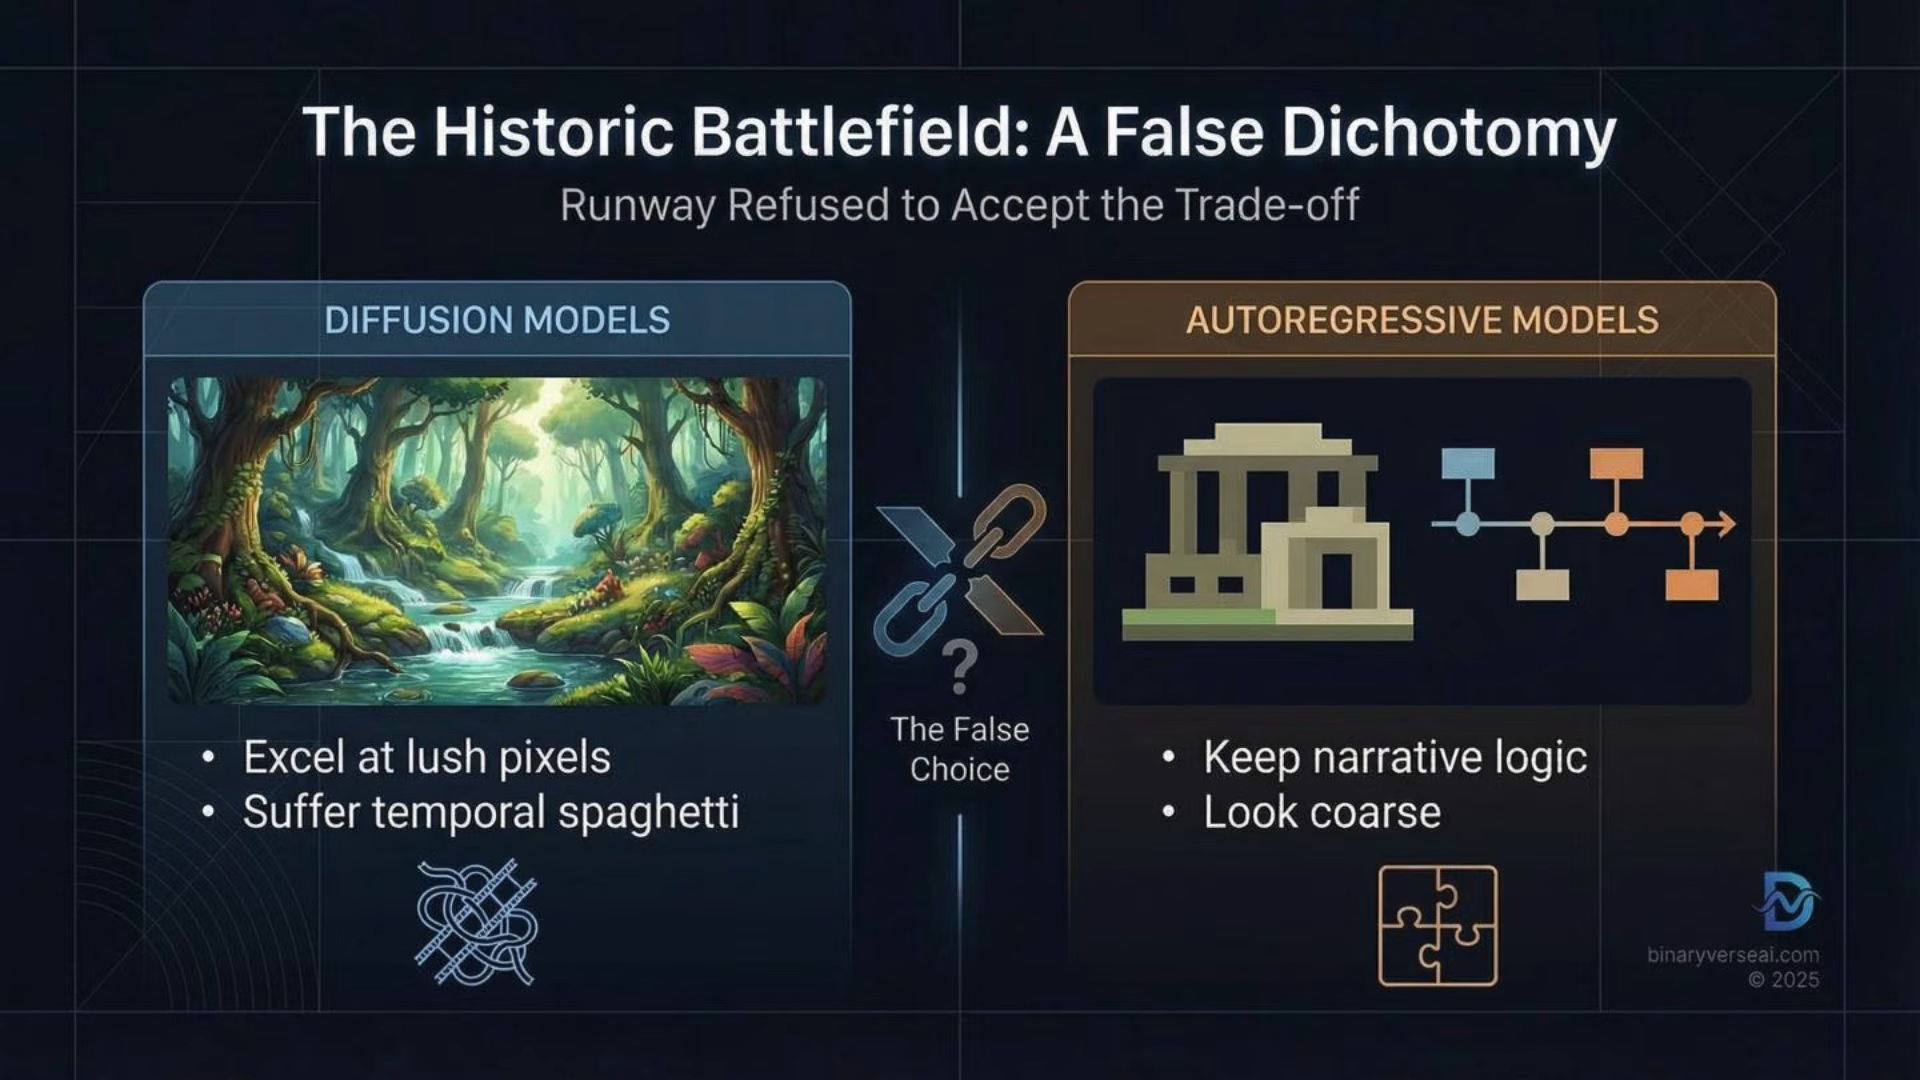 The Historic Battlefield: A False Dichotomy
Runway Refused to Accept the Trade-off
DIFFUSION MODELS
• Excel at lush pixels
• Suffer temporal spaghetti
?
The False
Choice
AUTOREGRESSIVE MODELS
• Keep narrative logic
• Look coarse
binaryverseai.com
© 2025